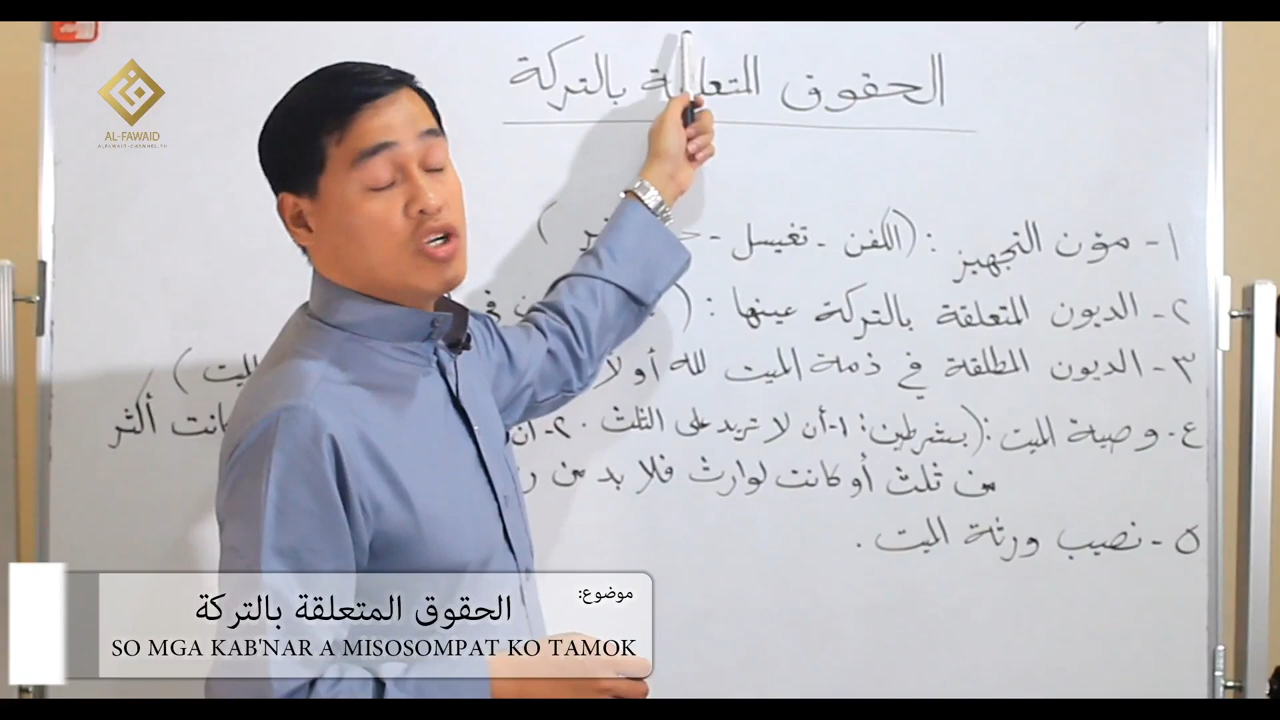 الحقوق المتعلقة بالتركة
١- مؤن التجهيز : (الكفن - تغيسل -
٢- الديون المتعلقة بالتركة عينها : (
٣- الديون المطلقة في ذمة الميت لله أو لا الميت )
٤- وصية الميت : (بشرطين : ١- أن لا تزيد على الثلث . ٢- أن كانت أكثر
من ثلث أو كانت لوارث فلا بد من
٥- نصيب ورثة الميت .
AL-FAWAID
موضوع:
الحقوق المتعلقة بالتركة
SO MGA KAB'NAR A MISOSOMPAT KO TAMOK